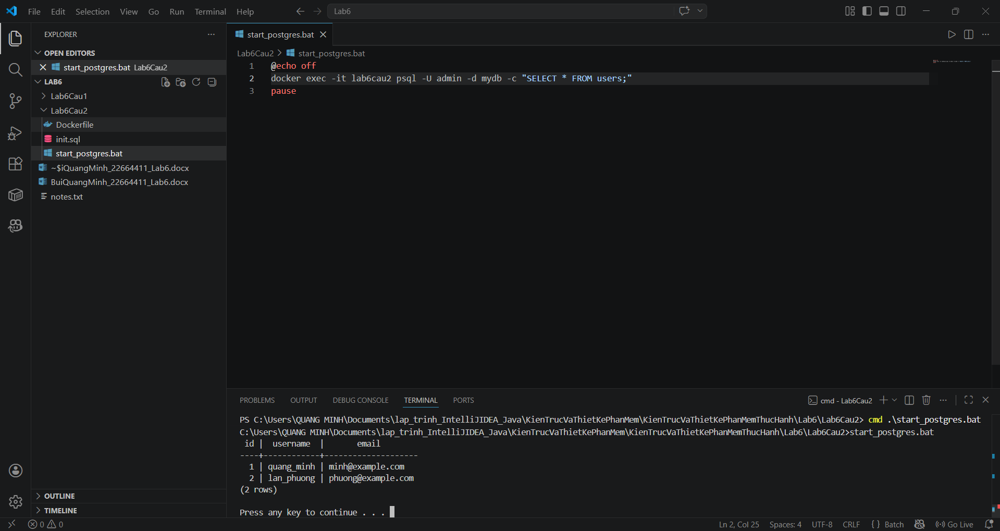 File Edit Selection View Go Run Terminal Help
Lab6
EXPLORER
OPEN EDITORS
start_postgres.bat Lab6Cau2
LAB6
Lab6Cau1
Lab6Cau2
Dockerfile
init.sql
start_postgres.bat
~$iQuangMinh_22664411_Lab6.docx
BuiQuangMinh_22664411_Lab6.docx
notes.txt
OUTLINE
TIMELINE
start_postgres.bat
Lab6Cau2 > start_postgres.bat
1 @echo off
2 docker exec -it lab6cau2 psql -U admin -d mydb -c "SELECT * FROM users;"
3 pause
PROBLEMS OUTPUT DEBUG CONSOLE TERMINAL PORTS
cmd - Lab6Cau2
PS C:\Users\QUANG MINH\Documents\lap_trinh_IntelliJIDEA_Java\KienTrucVaThietKePhanMem\KienTrucVaThietKePhanMemThucHanh\Lab6\Lab6Cau2> cmd .\start_postgres.bat
C:\Users\QUANG MINH\Documents\lap_trinh_IntelliJIDEA_Java\KienTrucVaThietKePhanMem\KienTrucVaThietKePhanMemThucHanh\Lab6\Lab6Cau2>start_postgres.bat
id | username | email
----+-----------+--------------------
1 | quang_minh | minh@example.com
2 | lan_phuong | phuong@example.com
(2 rows)
Press any key to continue . . .
0 0
Ln 2, Col 25 Spaces: 4 UTF-8 CRLF { } Batch Go Live